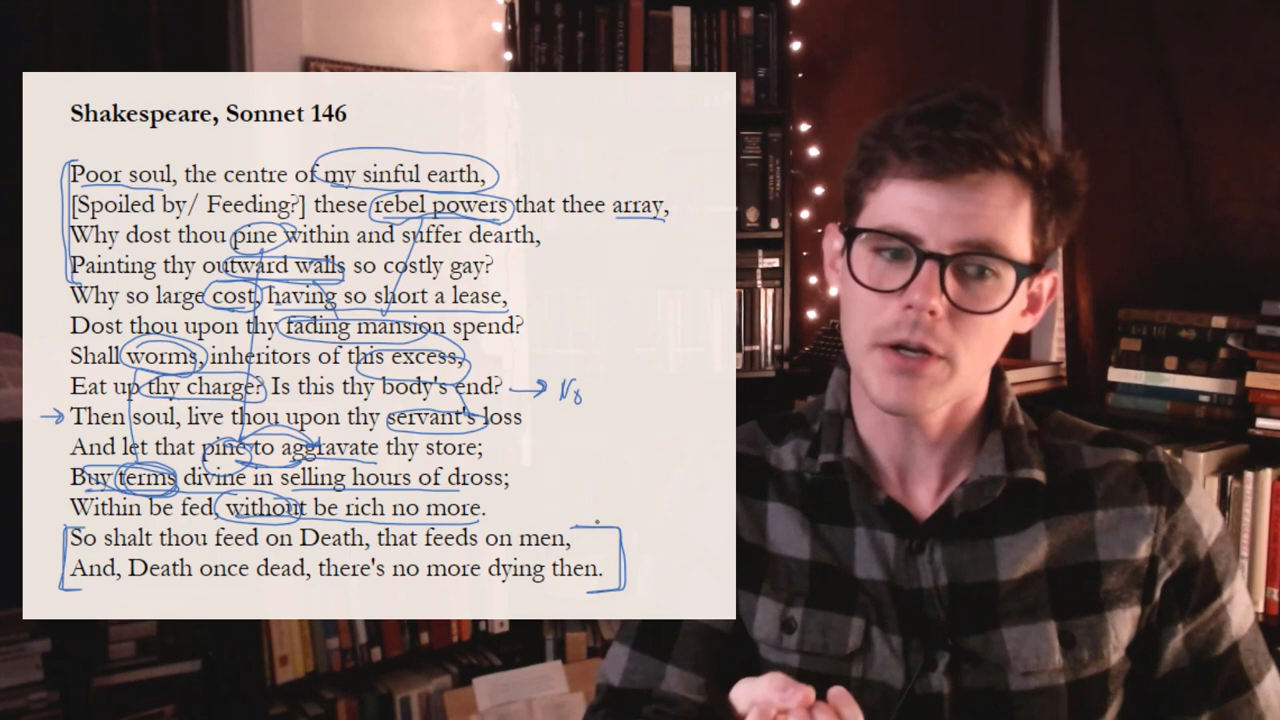 Shakespeare, Sonnet 146
Poor soul, the centre of my sinful earth,
[Spoiled by/ Feeding?] these rebel powers that thee array,
Why dost thou pine within and suffer dearth,
Painting thy outward walls so costly gay?
Why so large cost, having so short a lease,
Dost thou upon thy fading mansion spend?
Shall worms, inheritors of this excess,
Eat up thy charge? Is this thy body's end? → No
Then soul, live thou upon thy servant's loss
And let that pine to aggravate thy store;
Buy terms divine in selling hours of dross;
Within be fed, without be rich no more.
So shalt thou feed on Death, that feeds on men,
And, Death once dead, there's no more dying then.